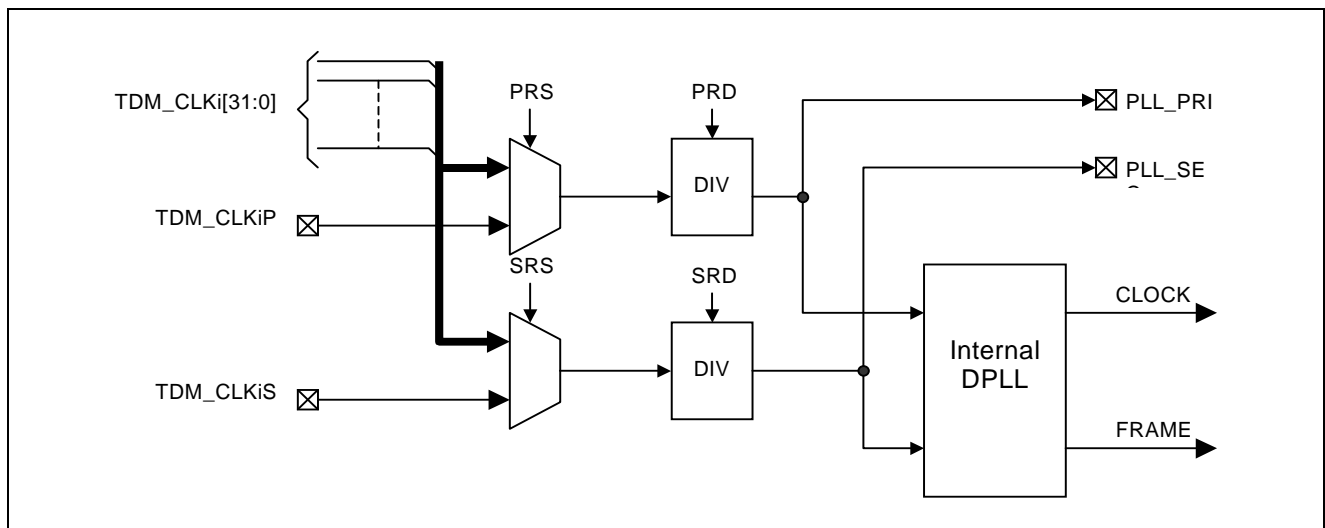 TDM_CLKi[31:0]
PRS
PRD
PLL_PRI
DIV
PLL_SE
TDM_CLKiP
SRS
SRD
CLOCK
Internal
DPLL
DIV
TDM_CLKiS
FRAME